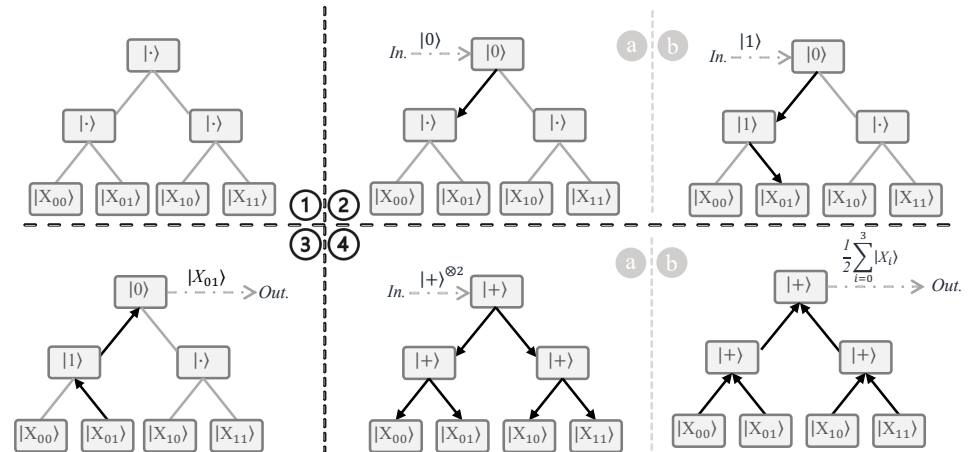 |·⟩
|·⟩ |·⟩
|X₀₀⟩ |X₀₁⟩ |X₁₀⟩ |X₁₁⟩
①
In. |0⟩ |0⟩
|·⟩ |·⟩
|X₀₀⟩ |X₀₁⟩ |X₁₀⟩ |X₁₁⟩
②
a
b
In. |1⟩ |0⟩
|1⟩ |·⟩
|X₀₀⟩ |X₀₁⟩ |X₁₀⟩ |X₁₁⟩
③
|0⟩ |X₀₁⟩ Out.
|1⟩ |·⟩
|X₀₀⟩ |X₀₁⟩ |X₁₀⟩ |X₁₁⟩
④
In. |+⟩^⊗2 |+⟩
|+⟩ |+⟩
|X₀₀⟩ |X₀₁⟩ |X₁₀⟩ |X₁₁⟩
a
b
|+⟩ 1/2 ∑_{i=0}^{3} |X_i⟩ Out.
|+⟩ |+⟩
|X₀₀⟩ |X₀₁⟩ |X₁₀⟩ |X₁₁⟩